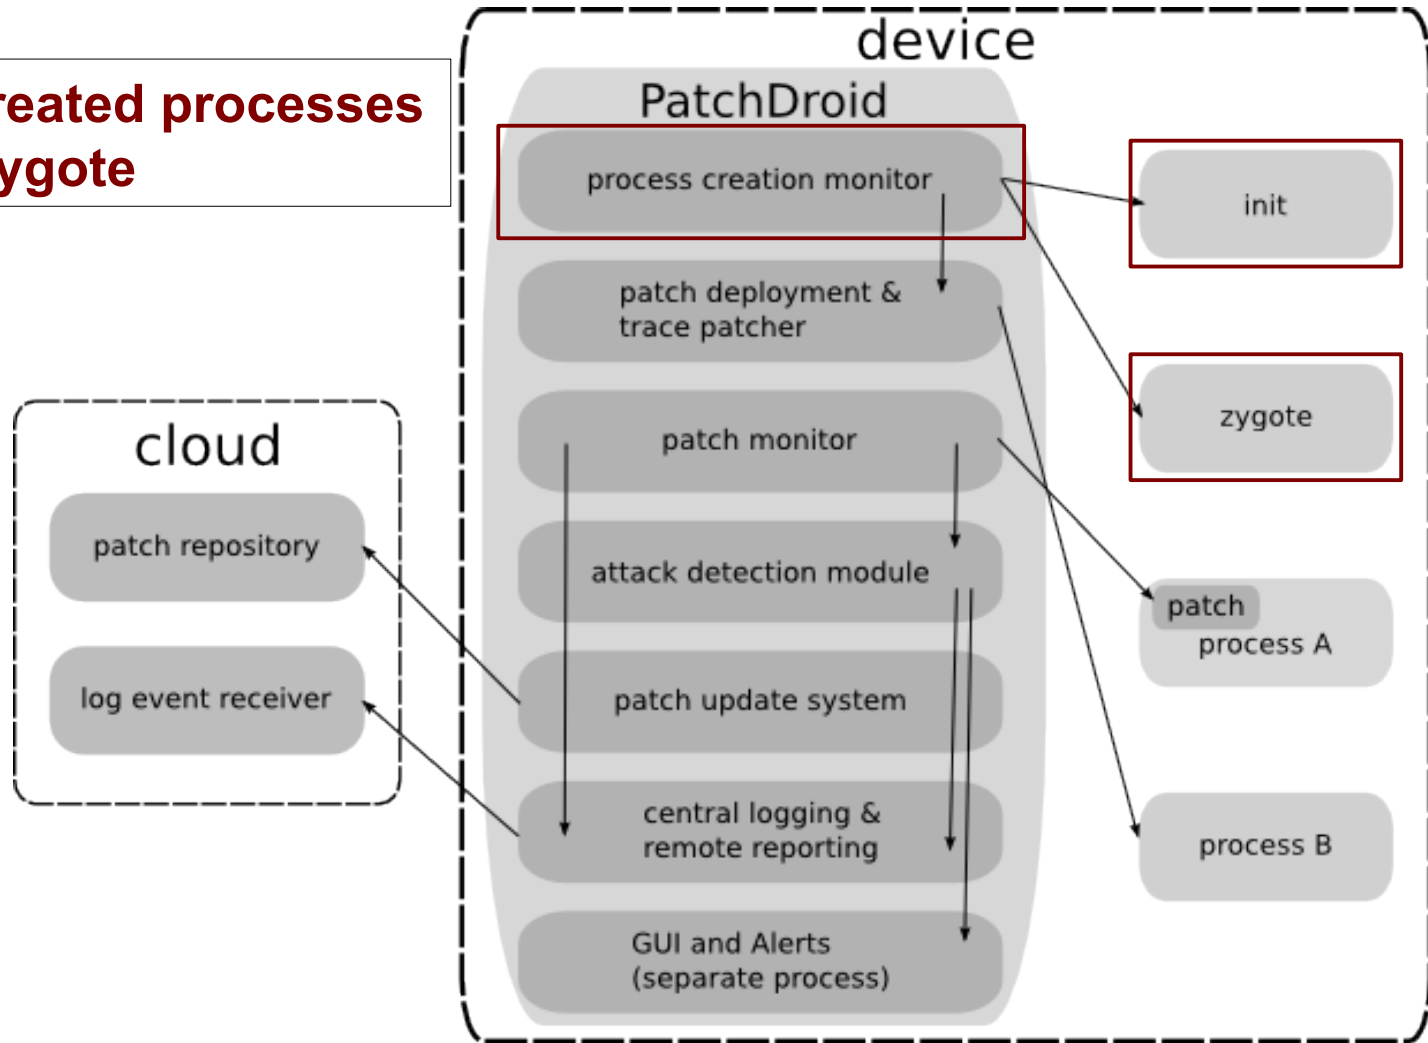 device
reated processes
ygote
PatchDroid
process creation monitor
init
patch deployment &
trace patcher
zygote
patch monitor
cloud
patch repository
attack detection module
patch
process A
log event receiver
patch update system
central logging &
remote reporting
process B
GUI and Alerts
(separate process)